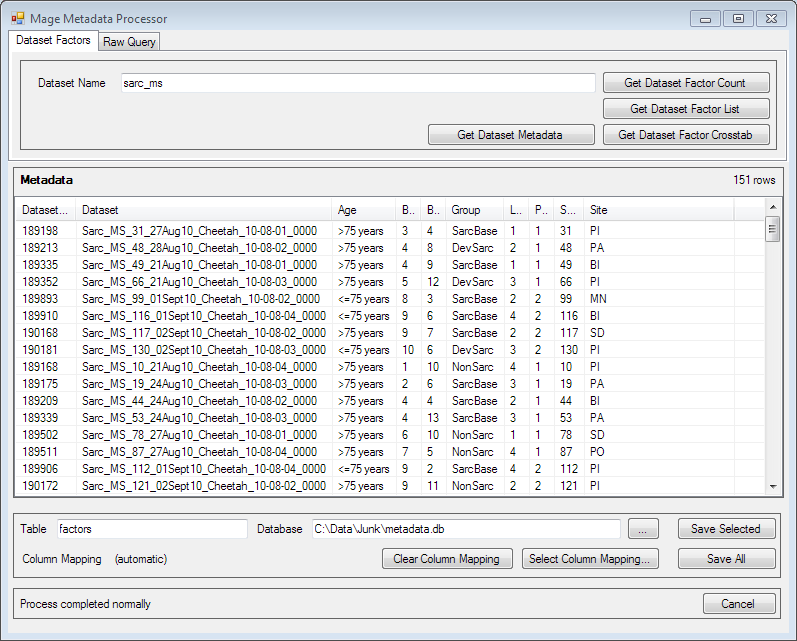 Mage Metadata Processor
Dataset Factors Raw Query
Dataset Name sarc_ms Get Dataset Factor Count
Get Dataset Factor List
Get Dataset Metadata Get Dataset Factor Crosstab
Metadata 151 rows
Dataset... Dataset Age B.. B.. Group L.. P.. S... Site
189198 Sarc_MS_31_27Aug10_Cheetah_10-08-01_0000 >75 years 3 4 SarcBase 1 1 31 PI
189213 Sarc_MS_48_28Aug10_Cheetah_10-08-02_0000 >75 years 4 8 DevSarc 2 1 48 PA
189335 Sarc_MS_49_21Aug10_Cheetah_10-08-01_0000 >75 years 4 9 SarcBase 1 1 49 BI
189352 Sarc_MS_66_21Aug10_Cheetah_10-08-03_0000 >75 years 5 12 DevSarc 3 1 66 PI
189893 Sarc_MS_99_01Sept10_Cheetah_10-08-02_0000 <=75 years 8 3 SarcBase 2 2 99 MN
189910 Sarc_MS_116_01Sept10_Cheetah_10-08-04_0000 >75 years 9 6 SarcBase 4 2 116 BI
190168 Sarc_MS_117_02Sept10_Cheetah_10-08-02_0000 >75 years 9 7 SarcBase 2 2 117 SD
190181 Sarc_MS_130_02Sept10_Cheetah_10-08-03_0000 <=75 years 10 6 DevSarc 3 2 130 PI
189168 Sarc_MS_10_21Aug10_Cheetah_10-08-04_0000 >75 years 1 10 NonSarc 4 1 10 PI
189175 Sarc_MS_19_24Aug10_Cheetah_10-08-03_0000 >75 years 2 6 SarcBase 3 1 19 PA
189209 Sarc_MS_44_24Aug10_Cheetah_10-08-02_0000 >75 years 4 4 SarcBase 2 1 44 BI
189339 Sarc_MS_53_24Aug10_Cheetah_10-08-03_0000 >75 years 4 13 SarcBase 3 1 53 PA
189502 Sarc_MS_78_27Aug10_Cheetah_10-08-01_0000 >75 years 6 10 NonSarc 1 1 78 SD
189511 Sarc_MS_87_27Aug10_Cheetah_10-08-04_0000 >75 years 7 5 NonSarc 4 1 87 PO
189906 Sarc_MS_112_01Sept10_Cheetah_10-08-04_0000 <=75 years 9 2 SarcBase 4 2 112 PI
190172 Sarc_MS_121_02Sept10_Cheetah_10-08-02_0000 >75 years 9 11 NonSarc 2 2 121 PI
Table factors Database C:\Data\Junk\metadata.db ... Save Selected
Column Mapping (automatic) Clear Column Mapping Select Column Mapping... Save All
Process completed normally Cancel